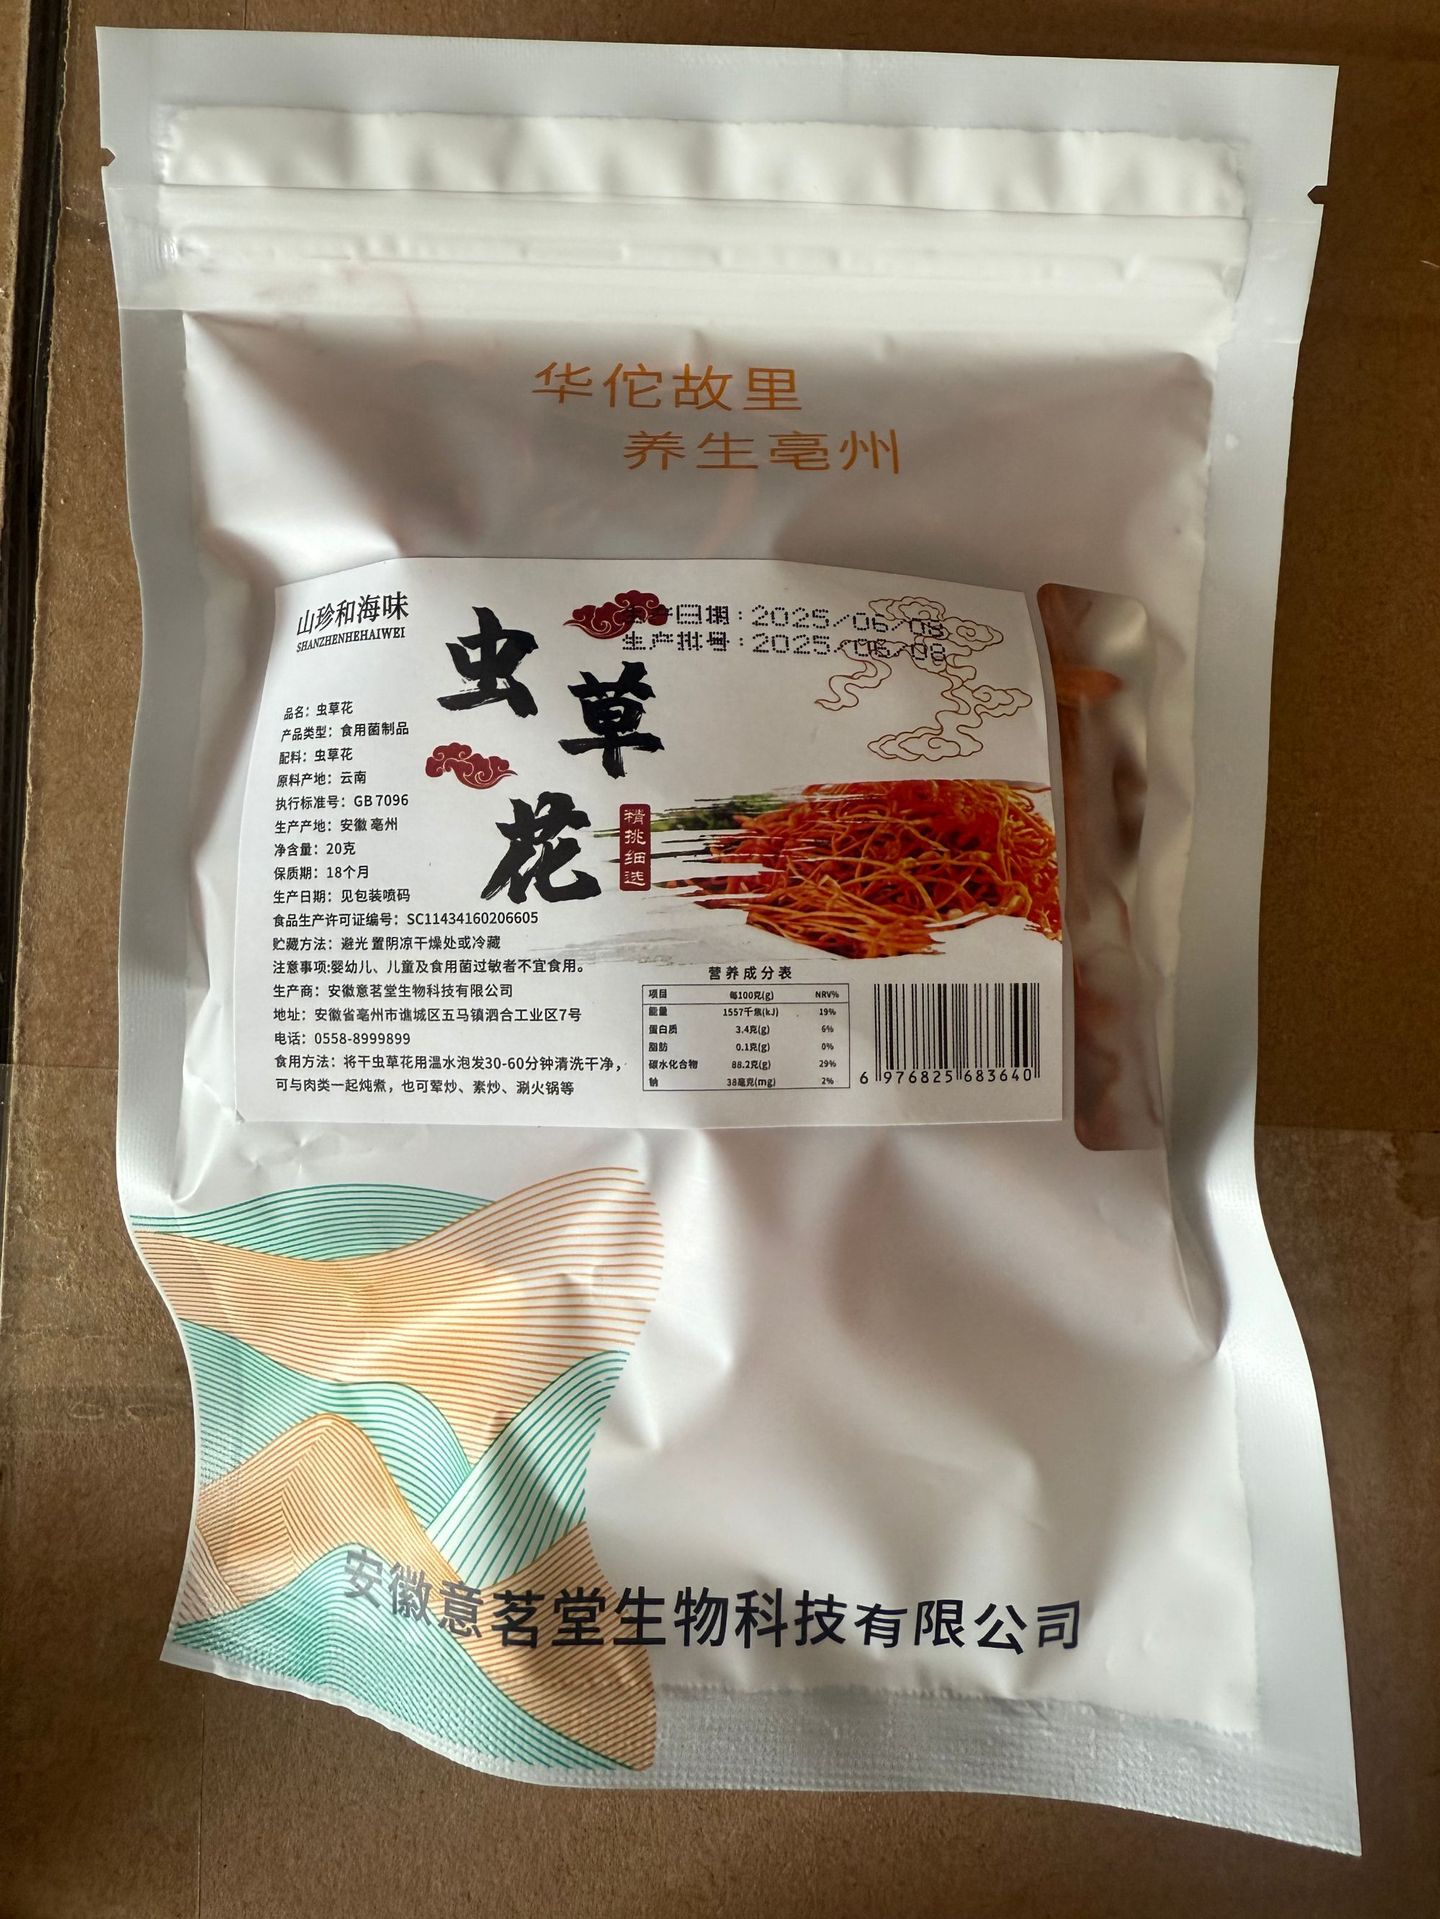 华佗故里
养生亳州
山珍和海味
SHANZHENHEHAIWEI
虫草花
生产日期：2025/06/08
生产批号：2025/06/08
精挑细选
品名：虫草花
产品类型：食用菌制品
配料：虫草花
原料产地：云南
执行标准号：GB 7096
生产产地：安徽 亳州
净含量：20克
保质期：18个月
生产日期：见包装喷码
食品生产许可证编号：SC11434160206605
贮藏方法：避光 置阴凉干燥处或冷藏
注意事项:婴幼儿、儿童及食用菌过敏者不宜食用。
生产商：安徽意茗堂生物科技有限公司
地址：安徽省亳州市谯城区五马镇泗合工业区7号
电话：0558-8999899
食用方法：将干虫草花用温水泡发30-60分钟清洗干净，
可与肉类一起炖煮，也可荤炒、素炒、涮火锅等
营养成分表
项目 每100克(g) NRV%
能量 1557千焦(kJ) 19%
蛋白质 3.4克(g) 6%
脂肪 0.1克(g) 0%
碳水化合物 88.2克(g) 29%
钠 38毫克(mg) 2%
6 976825 683640
安徽意茗堂生物科技有限公司